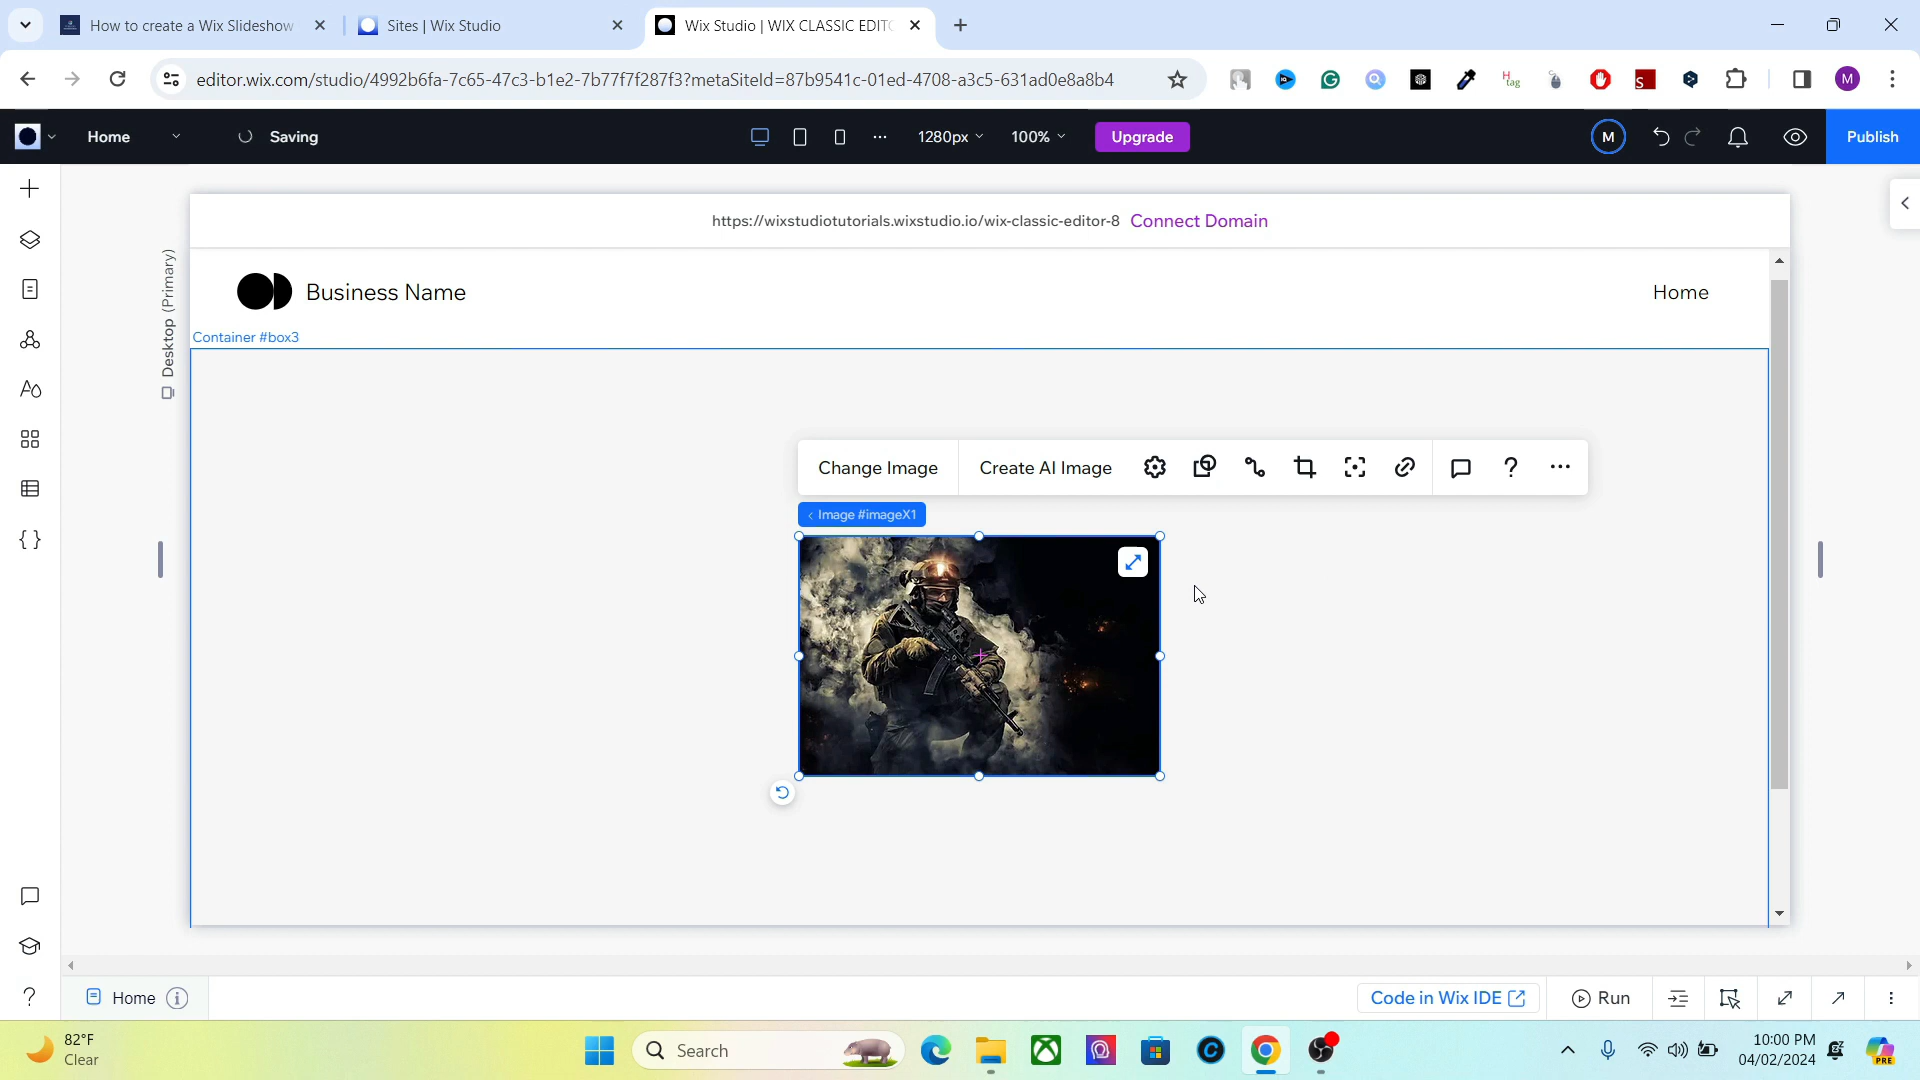 How to create a Wix Slideshow
Sites | Wix Studio
Wix Studio | WIX CLASSIC EDIT
editor.wix.com/studio/4992b6fa-7c65-47c3-b1e2-7b77f7f287f3?metaSiteId=87b9541c-01ed-4708-a3c5-631ad0e8a8b4
H
tag
S
M
Home
Saving
1280px
100%
Upgrade
M
Publish
https://wixstudiotutorials.wixstudio.io/wix-classic-editor-8 Connect Domain
Desktop (Primary)
Business Name
Home
Container #box3
Change Image
Create AI Image
?
< Image #imageX1
?
Home
Code in Wix IDE
Run
82°F
Clear
Search
10:00 PM
04/02/2024
PRE